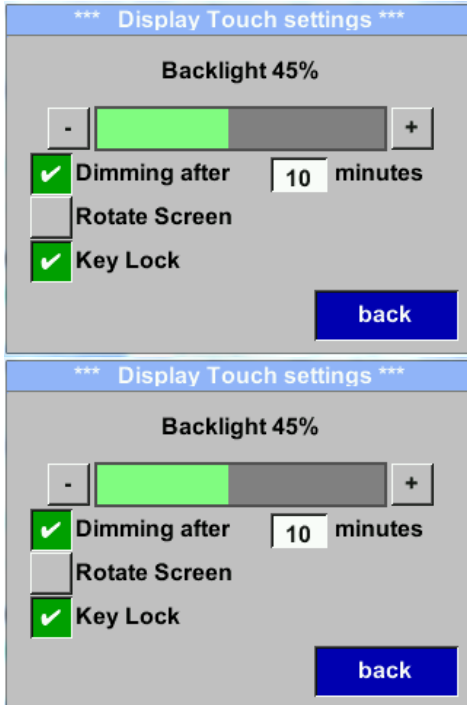 *** Display Touch settings ***
Backlight 45%
- +
Dimming after 10 minutes
Rotate Screen
Key Lock
back
*** Display Touch settings ***
Backlight 45%
- +
Dimming after 10 minutes
Rotate Screen
Key Lock
back